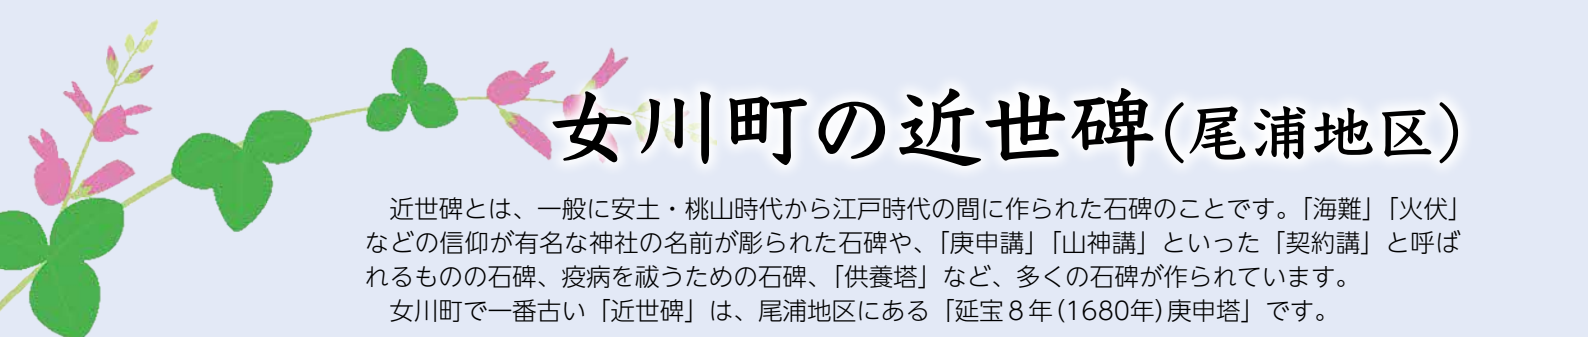 女川町の近世碑(尾浦地区)
　近世碑とは、一般に安土・桃山時代から江戸時代の間に作られた石碑のことです。「海難」「火伏」
などの信仰が有名な神社の名前が彫られた石碑や、「庚申講」「山神講」といった「契約講」と呼ば
れるものの石碑、疫病を祓うための石碑、「供養塔」など、多くの石碑が作られています。
　女川町で一番古い「近世碑」は、尾浦地区にある「延宝８年(1680年)庚申塔」です。